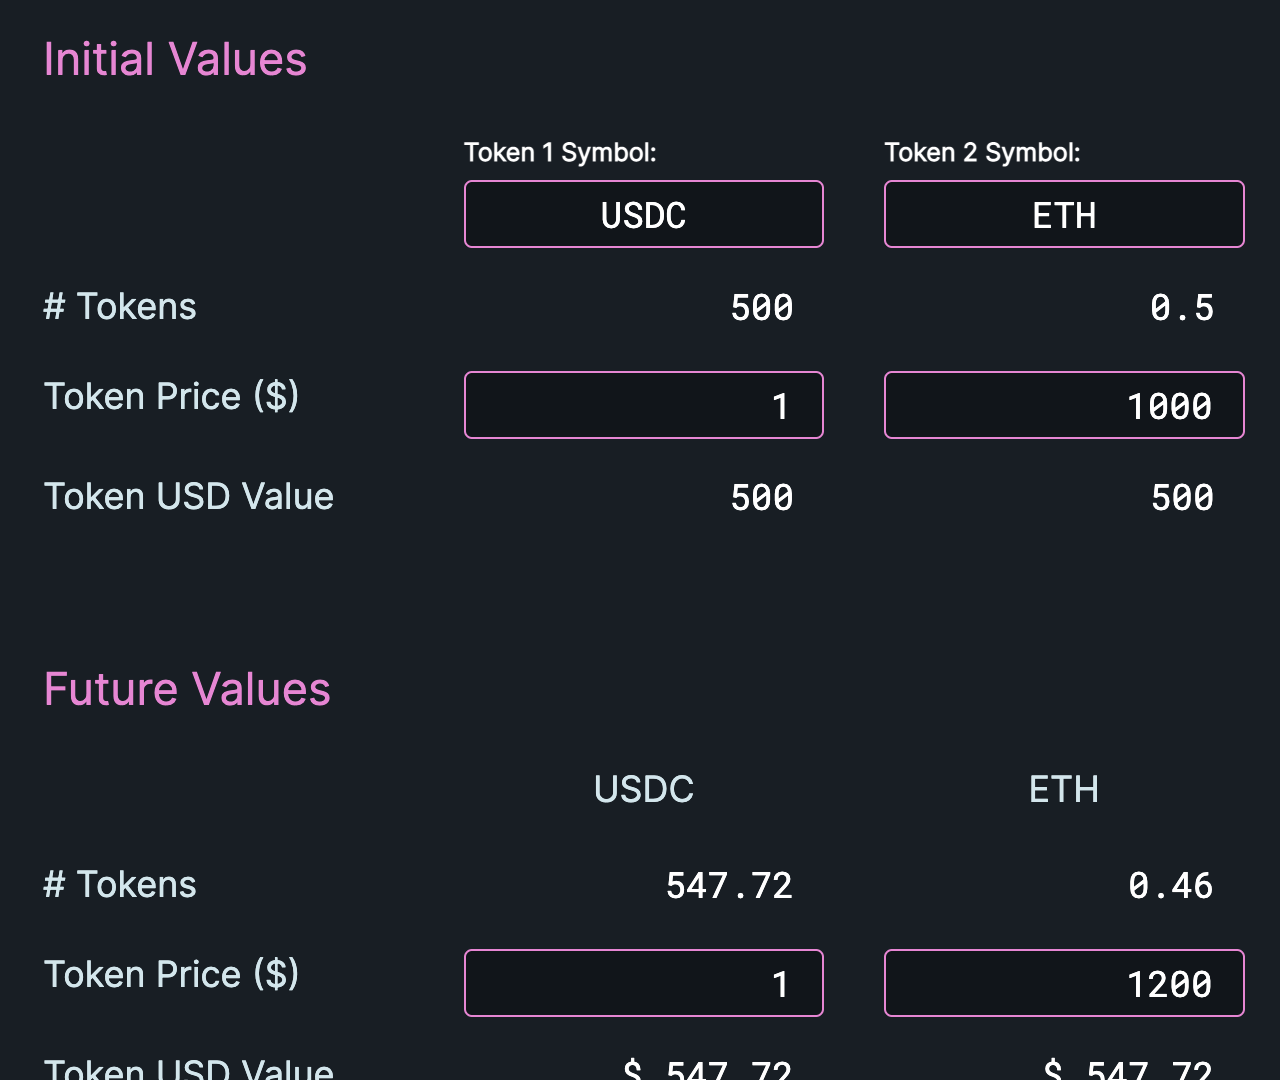 Initial Values
Token 1 Symbol: Token 2 Symbol:
USDC ETH
# Tokens 500 0.5
Token Price ($) 1 1000
Token USD Value 500 500
Future Values
USDC ETH
# Tokens 547.72 0.46
Token Price ($) 1 1200
Token USD Value $ 547.72 $ 547.72